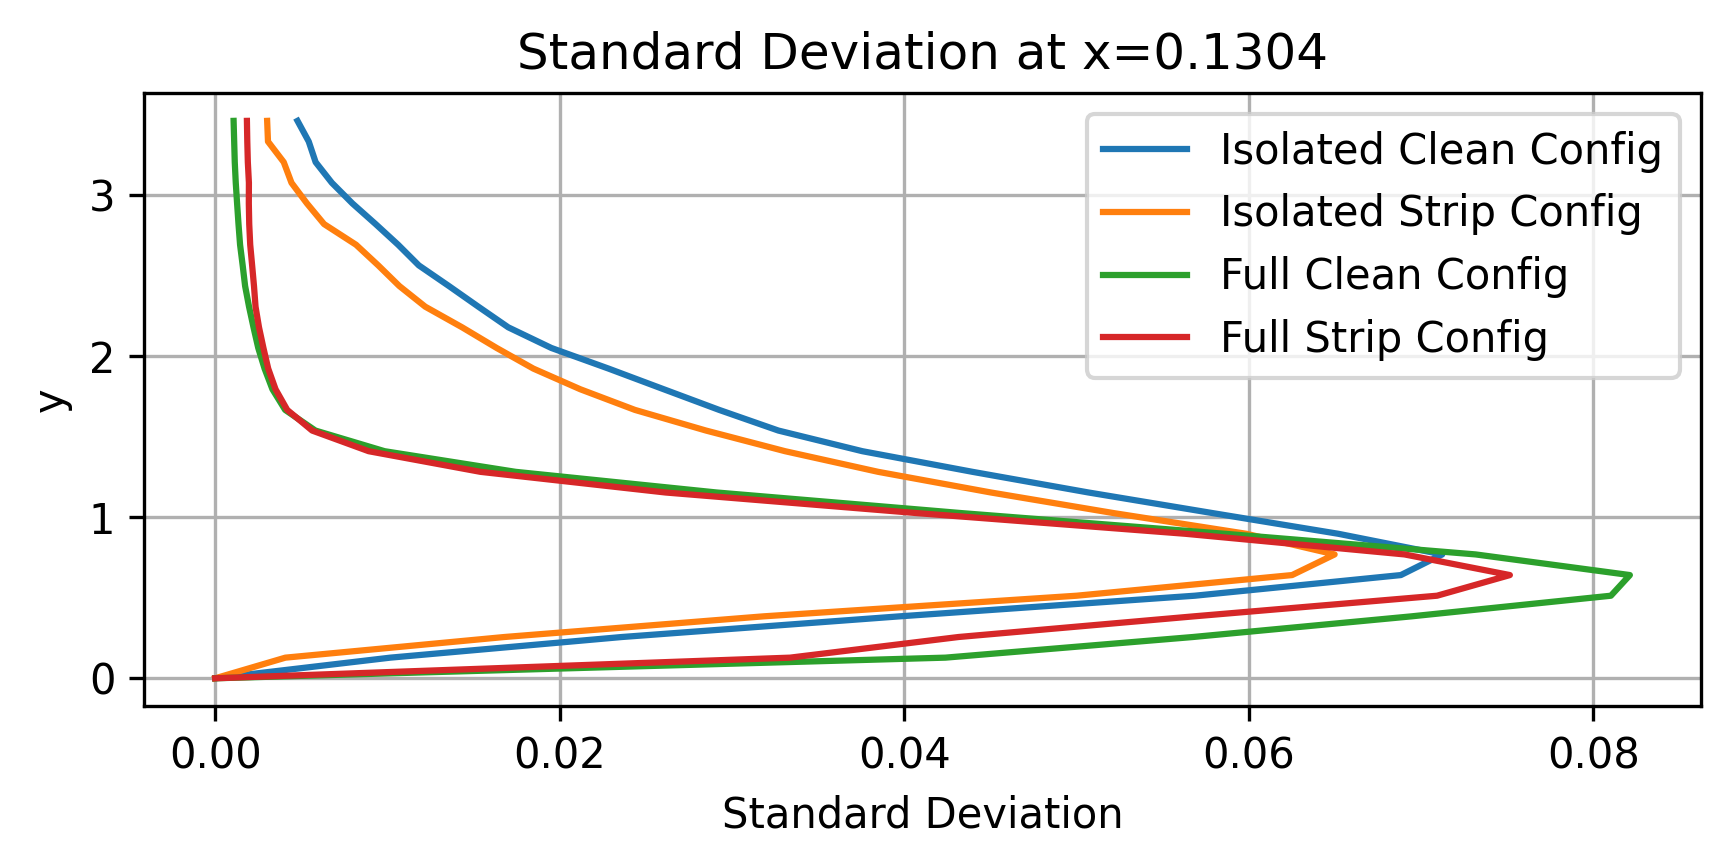 Standard Deviation at x=0.1304
Isolated Clean Config
Isolated Strip Config
Full Clean Config
Full Strip Config
y
3
2
1
0
0.00 0.02 0.04 0.06 0.08
Standard Deviation